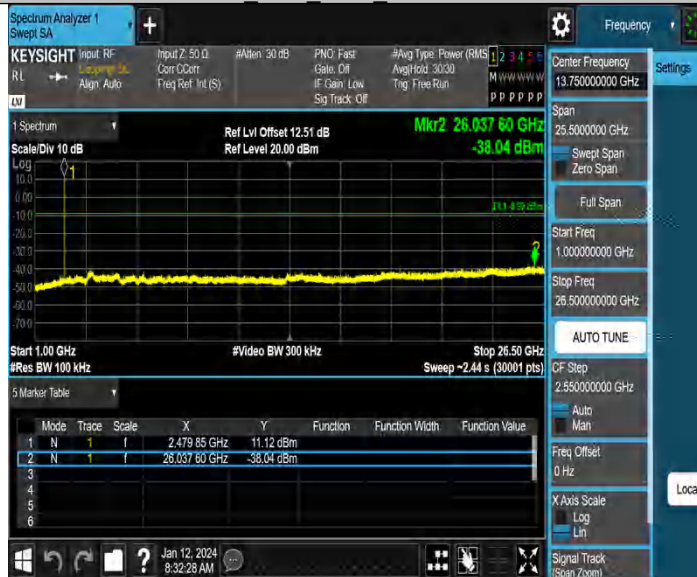 Spectrum Analyzer 1
Swept SA
+
Frequency
KEYSIGHT Input: RF
RL
Align: Auto
LXI
Input Z: 50 Ω
Corr CCorr
Freq Ref: Int (S)
#Atten: 30 dB
PNO: Fast
Gate: Off
IF Gain: Low
Sig Track: Off
#Avg Type: Power (RMS
Avg|Hold: 30/30
Trig: Free Run
1 2 3 4 5 6
M W W W W W
P P P P P P
1 Spectrum
Scale/Div 10 dB
Ref Lvl Offset 12.51 dB
Ref Level 20.00 dBm
Mkr2 26.037 60 GHz
-38.04 dBm
Log
10.0
0.00
-10.0
-20.0
-30.0
-40.0
-50.0
-60.0
-70.0
1
2
Start 1.00 GHz
#Res BW 100 kHz
#Video BW 300 kHz
Stop 26.50 GHz
Sweep ~2.44 s (30001 pts)
5 Marker Table
Mode Trace Scale X Y Function Function Width Function Value
1 N 1 f 2.479 85 GHz 11.12 dBm
2 N 1 f 26.037 60 GHz -38.04 dBm
3
4
5
6
Jan 12, 2024
8:32:28 AM
Center Frequency
13.750000000 GHz
Settings
Span
25.5000000 GHz
Swept Span
Zero Span
Full Span
Start Freq
1.000000000 GHz
Stop Freq
26.500000000 GHz
AUTO TUNE
CF Step
2.550000000 GHz
Auto
Man
Freq Offset
0 Hz
X Axis Scale
Log
Lin
Signal Track
(Span Zoom)
Loca